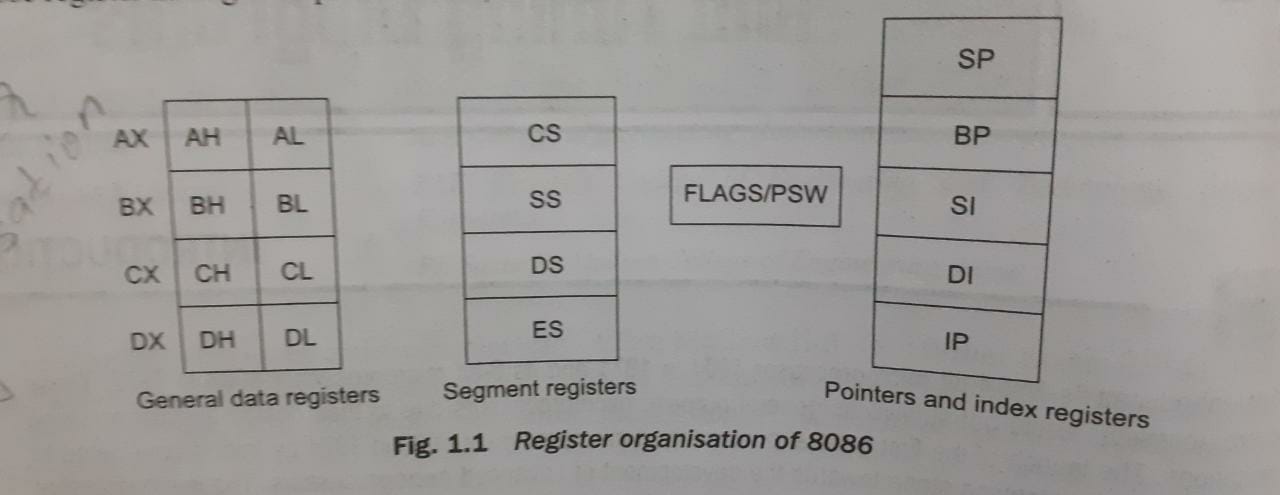 AX AH AL
BX BH BL
CX CH CL
DX DH DL
General data registers
CS
SS
DS
ES
Segment registers
FLAGS/PSW
SP
BP
SI
DI
IP
Pointers and index registers
Fig. 1.1 Register organisation of 8086